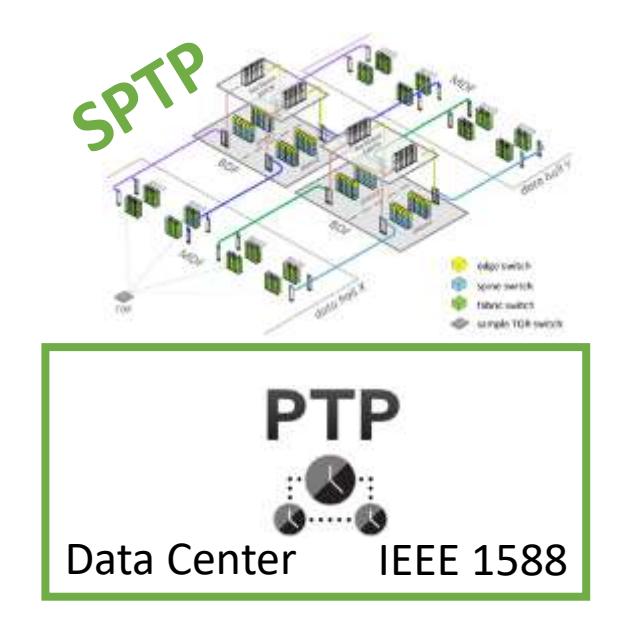 SPTP
MDF
BDF
data hall Y
BDF
MDF
data hall X
TOR
edge switch
spine switch
fabric switch
sample TOR switch
PTP
Data Center
IEEE 1588